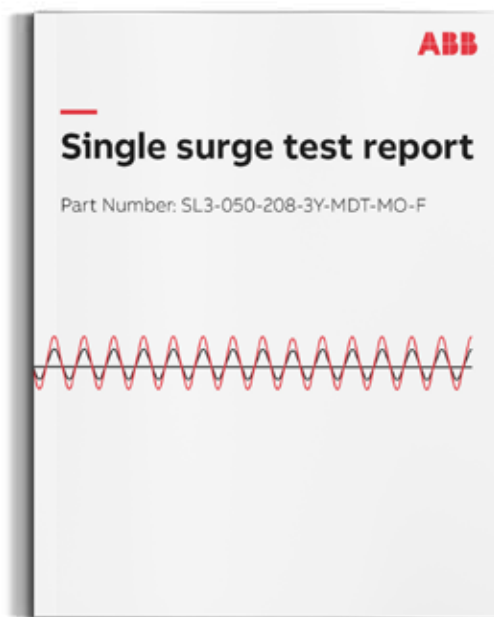 ABB
Single surge test report
Part Number: SL3-050-208-3Y-MDT-MO-F